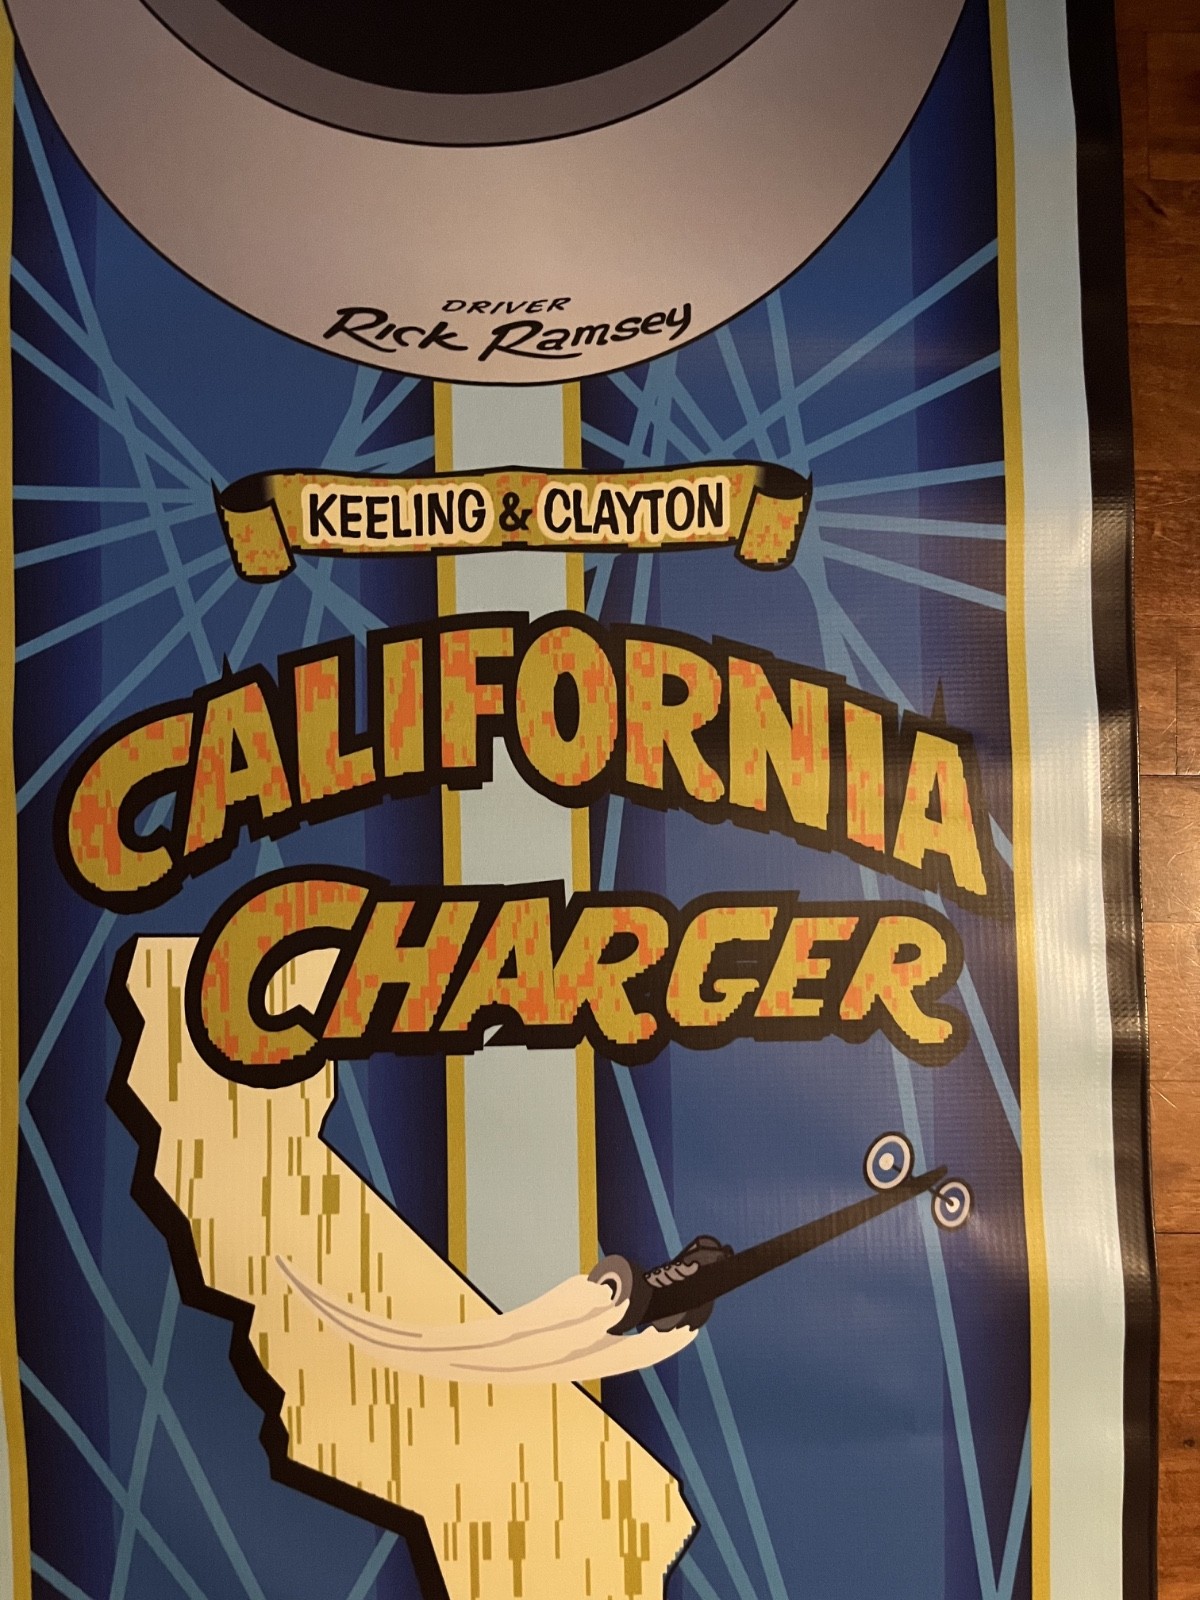 DRIVER
Rick Ramsey
KEELING & CLAYTON
CALIFORNIA
CHARGER